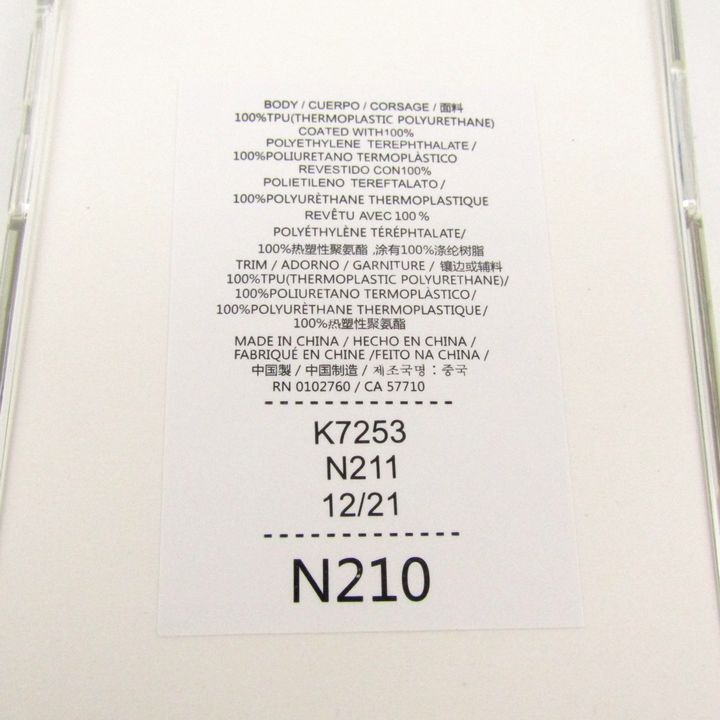 BODY / CUERPO / CORSAGE / 面料
100%TPU(THERMOPLASTIC POLYURETHANE)
COATED WITH100%
POLYETHYLENE TEREPHTHALATE /
100%POLIURETANO TERMOPLÀSTICO
REVESTIDO CON100%
POLIETILENO TEREFTALATO /
100%POLYURÈTHANE THERMOPLASTIQUE
REVÊTU AVEC 100 %
POLYÉTHYLÈNE TÉRÉPHTALATE/
100%热塑性聚氨酯 ,涂有100%涤纶树脂
TRIM / ADORNO / GARNITURE / 镶边或辅料
100%TPU(THERMOPLASTIC POLYURETHANE)/
100%POLIURETANO TERMOPLÀSTICO /
100%POLYURÈTHANE THERMOPLASTIQUE /
100%热塑性聚氨酯
MADE IN CHINA / HECHO EN CHINA /
FABRIQUÉ EN CHINE /FEITO NA CHINA /
中国製 / 中国制造 / 제조국명 : 중국
RN 0102760 / CA 57710
K7253
N211
12/21
N210